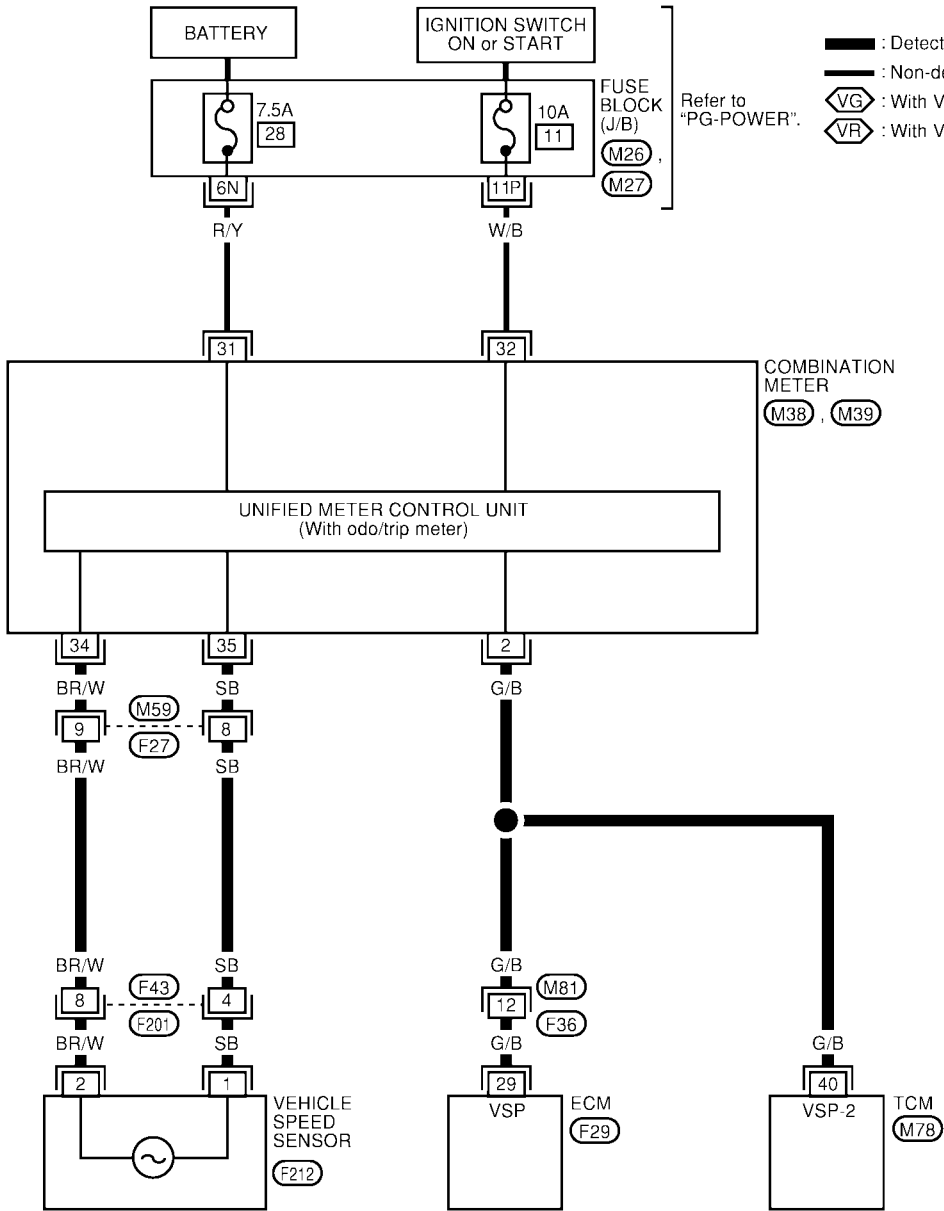 BATTERY
IGNITION SWITCH
ON or START
: Detect
: Non-de
VG : With V
VR : With V
7.5A
28
10A
11
FUSE
BLOCK
(J/B)
M26 ,
M27
Refer to
“PG-POWER”.
6N
11P
R/Y
W/B
31
32
COMBINATION
METER
M38 , M39
UNIFIED METER CONTROL UNIT
(With odo/trip meter)
34
35
2
BR/W
SB
G/B
9
M59
F27
8
BR/W
SB
BR/W
SB
G/B
8
F43
F201
4
12
M81
F36
BR/W
SB
G/B
G/B
2
1
29
40
VEHICLE
SPEED
SENSOR
F212
VSP
ECM
F29
VSP-2
TCM
M78